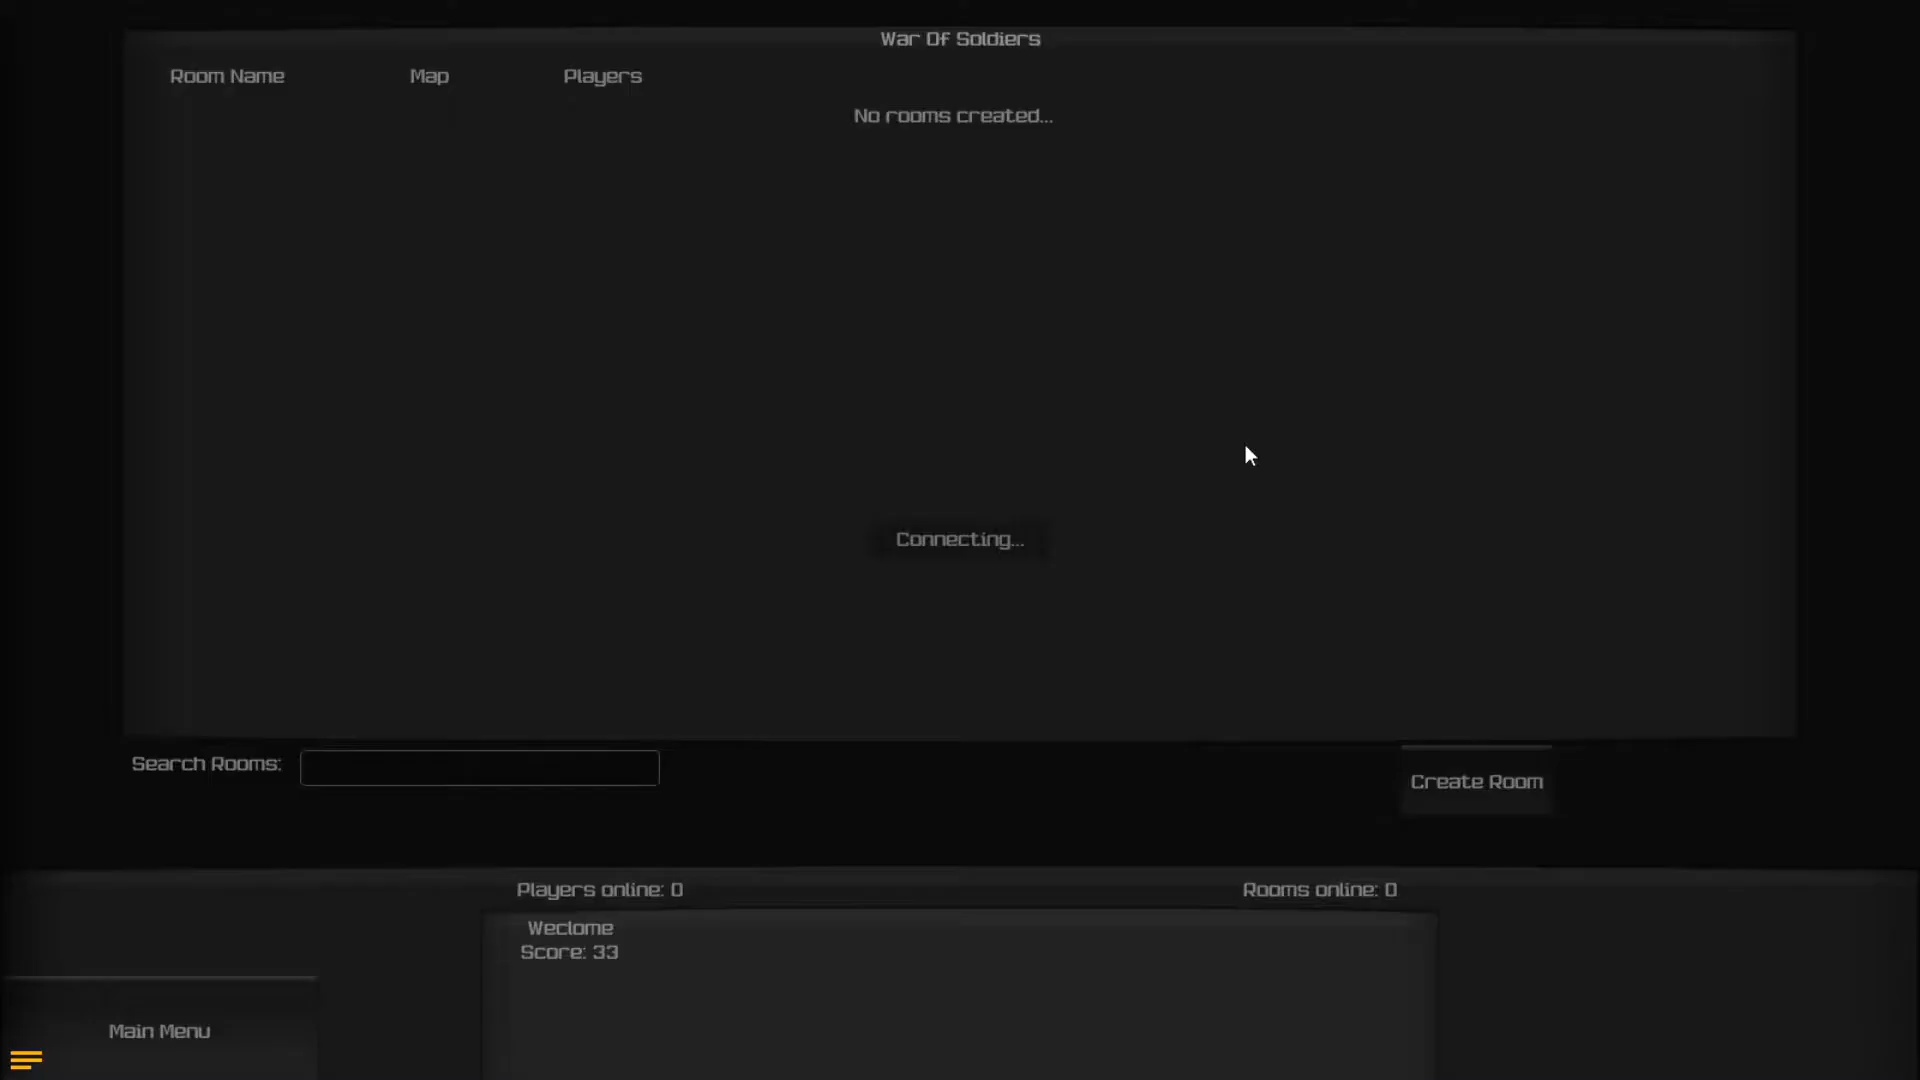 War Of Soldiers
Room Name Map Players
No rooms created...
Connecting...
Search Rooms:
Create Room
Players online: 0 Rooms online: 0
Weclome
Score: 33
Main Menu